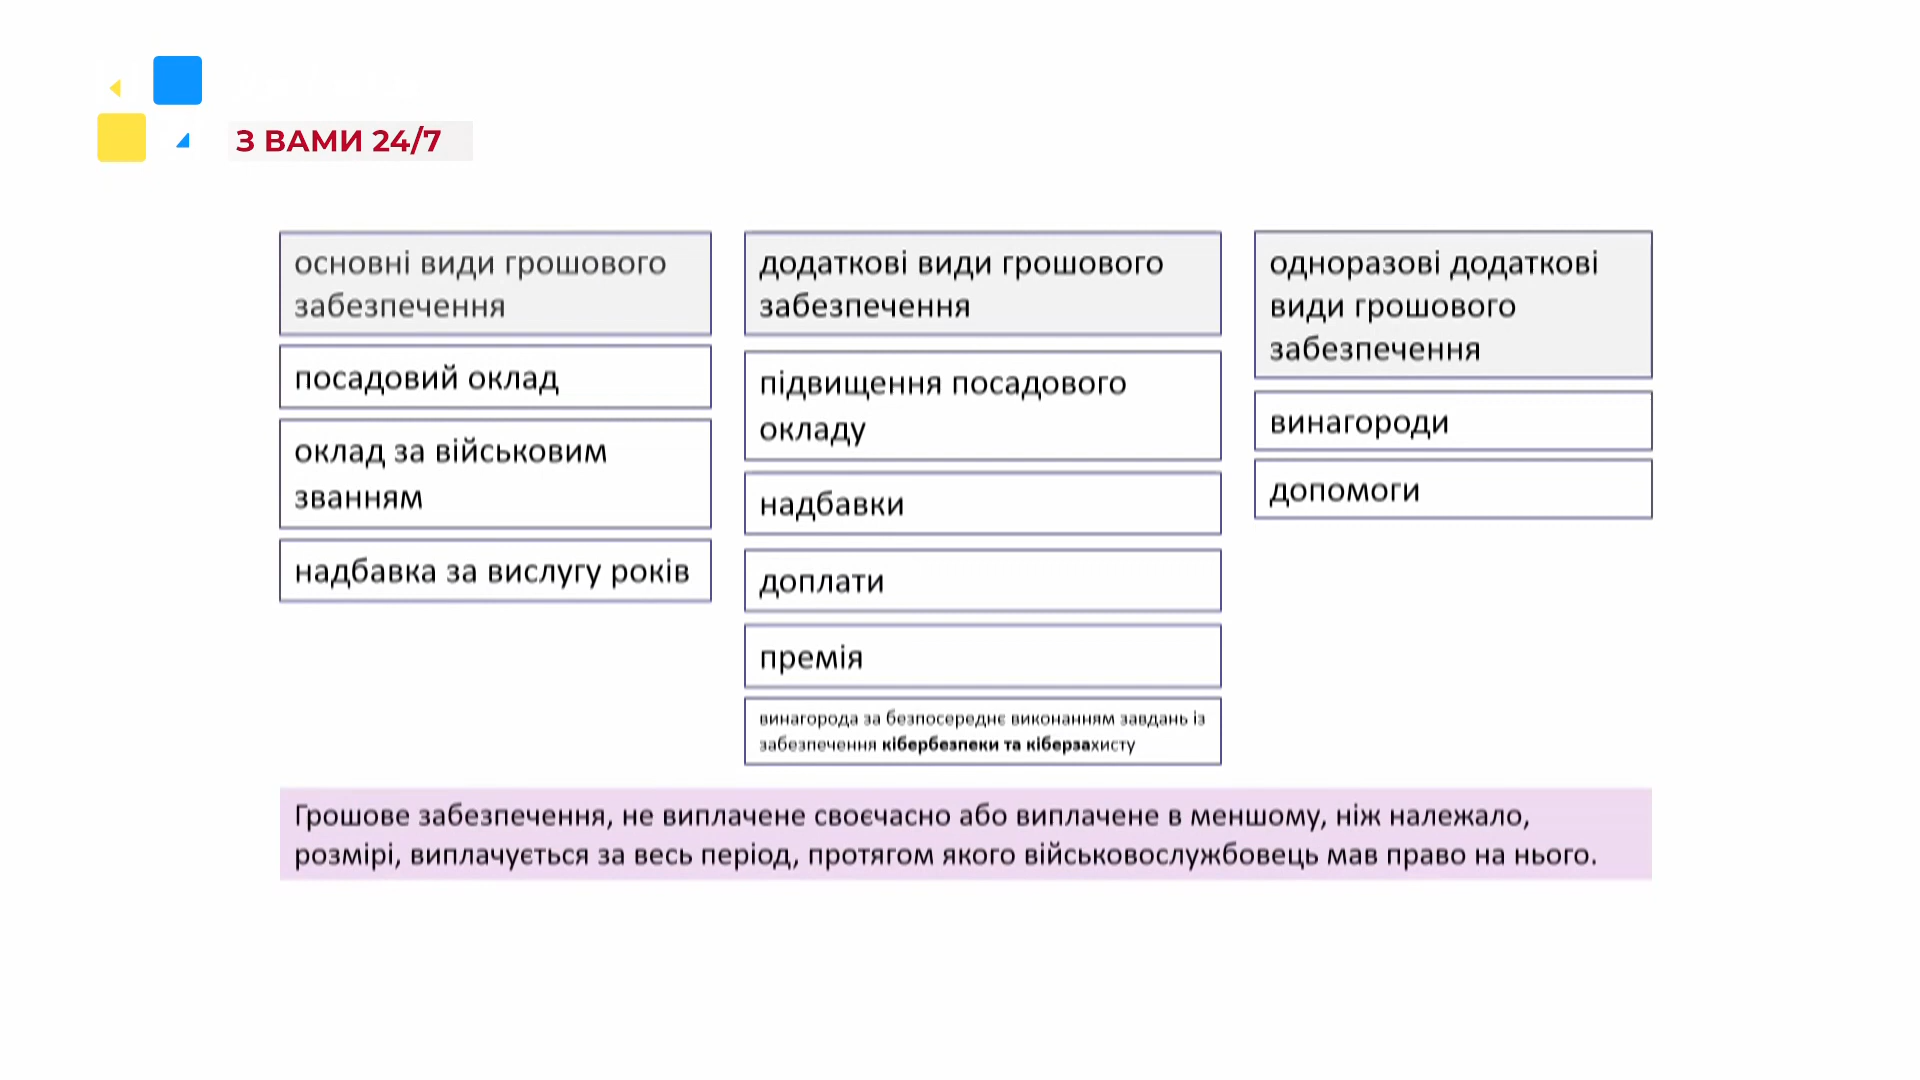 З ВАМИ 24/7
основні види грошового
забезпечення
посадовий оклад
оклад за військовим
званням
надбавка за вислугу років
додаткові види грошового
забезпечення
підвищення посадового
окладу
надбавки
доплати
премія
винагорода за безпосереднє виконанням завдань із
забезпечення кібербезпеки та кіберзахисту
одноразові додаткові
види грошового
забезпечення
винагороди
допомоги
Грошове забезпечення, не виплачене своєчасно або виплачене в меншому, ніж належало,
розмірі, виплачується за весь період, протягом якого військовослужбовець мав право на нього.